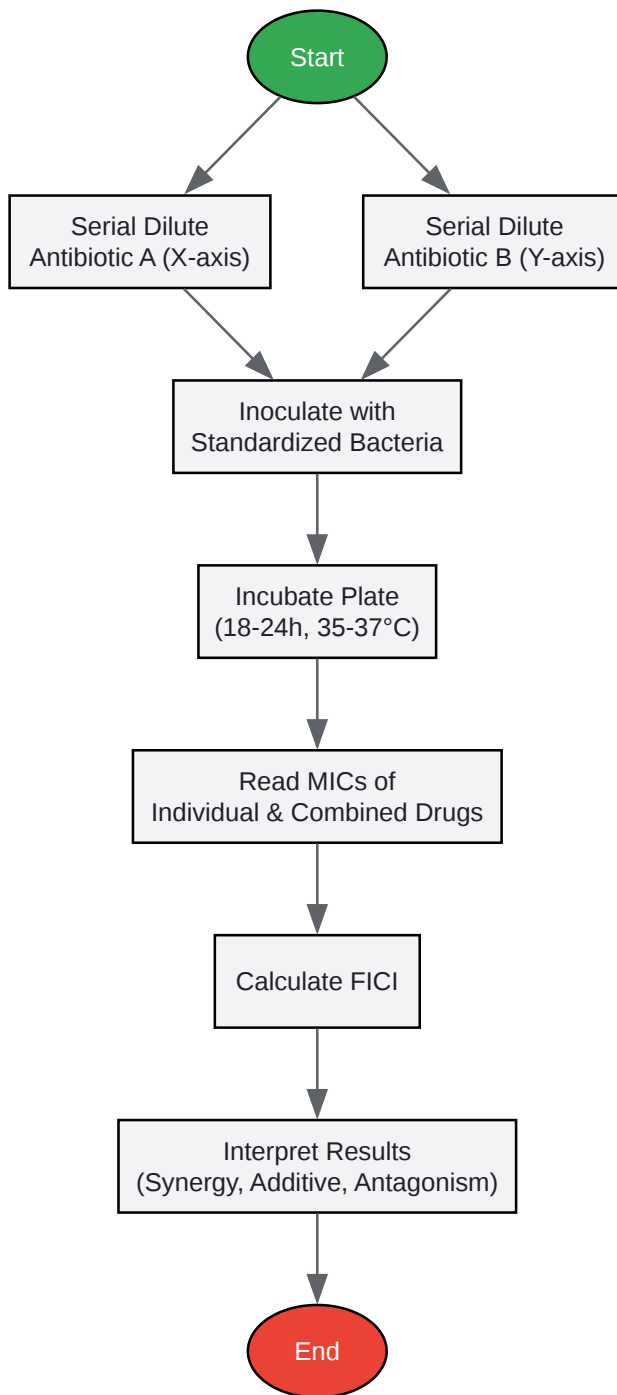 Start
Serial Dilute
Antibiotic A (X-axis)
Serial Dilute
Antibiotic B (Y-axis)
Inoculate with
Standardized Bacteria
Incubate Plate
(18-24h, 35-37°C)
Read MICs of
Individual & Combined Drugs
Calculate FICI
Interpret Results
(Synergy, Additive, Antagonism)
End